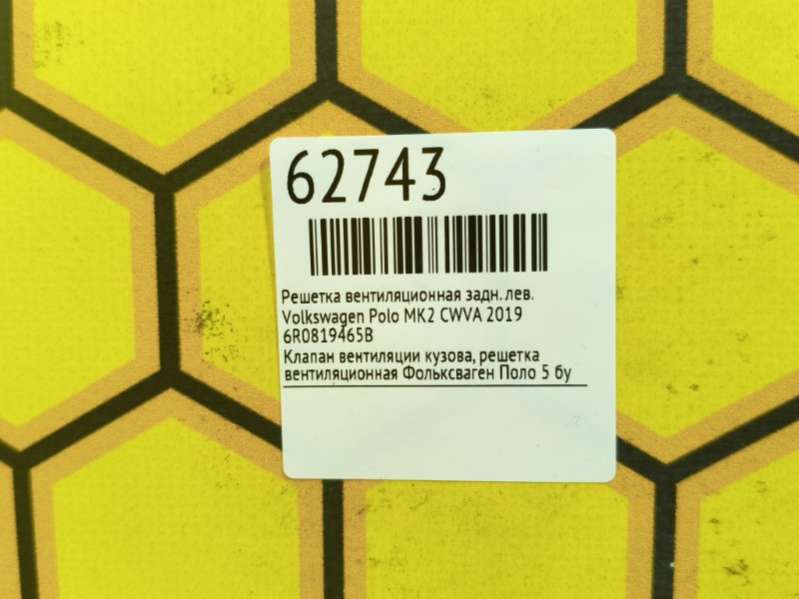 62743
Решетка вентиляционная задн. лев.
Volkswagen Polo MK2 CWVA 2019
6R0819465B
Клапан вентиляции кузова, решетка
вентиляционная Фольксваген Поло 5 бу